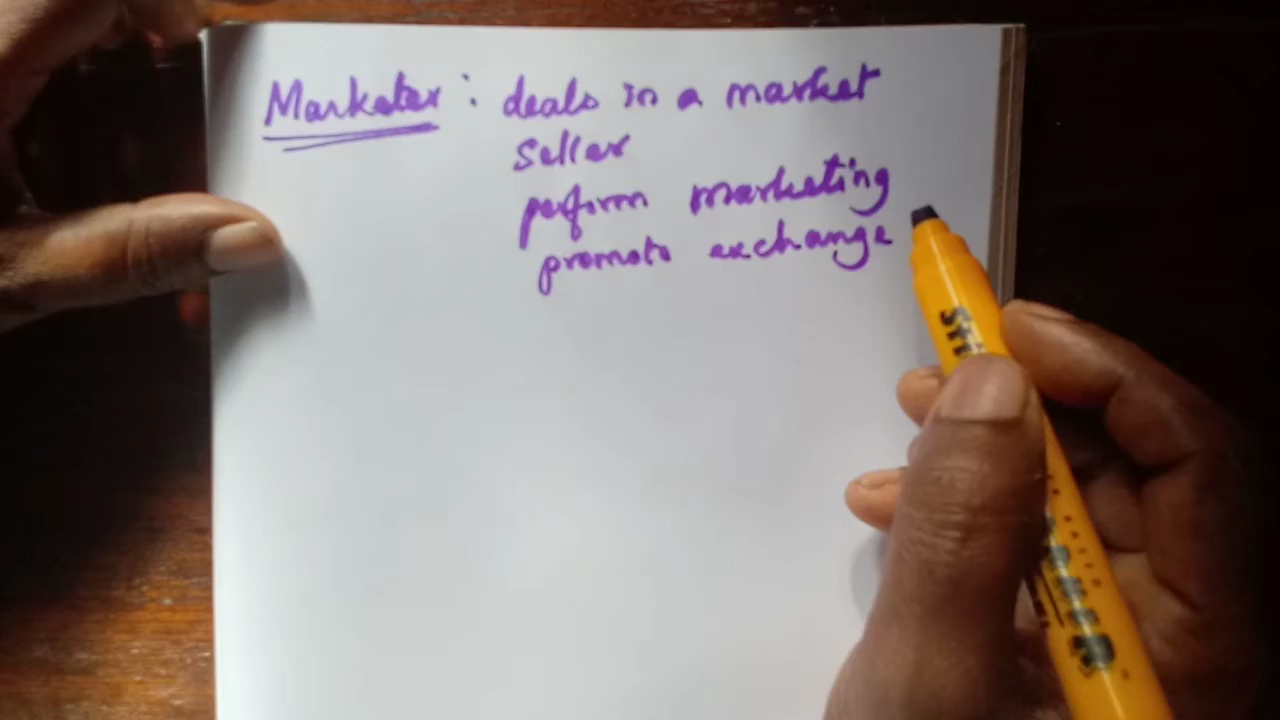 Marketer : deals in a market
seller
perform marketing
promote exchange